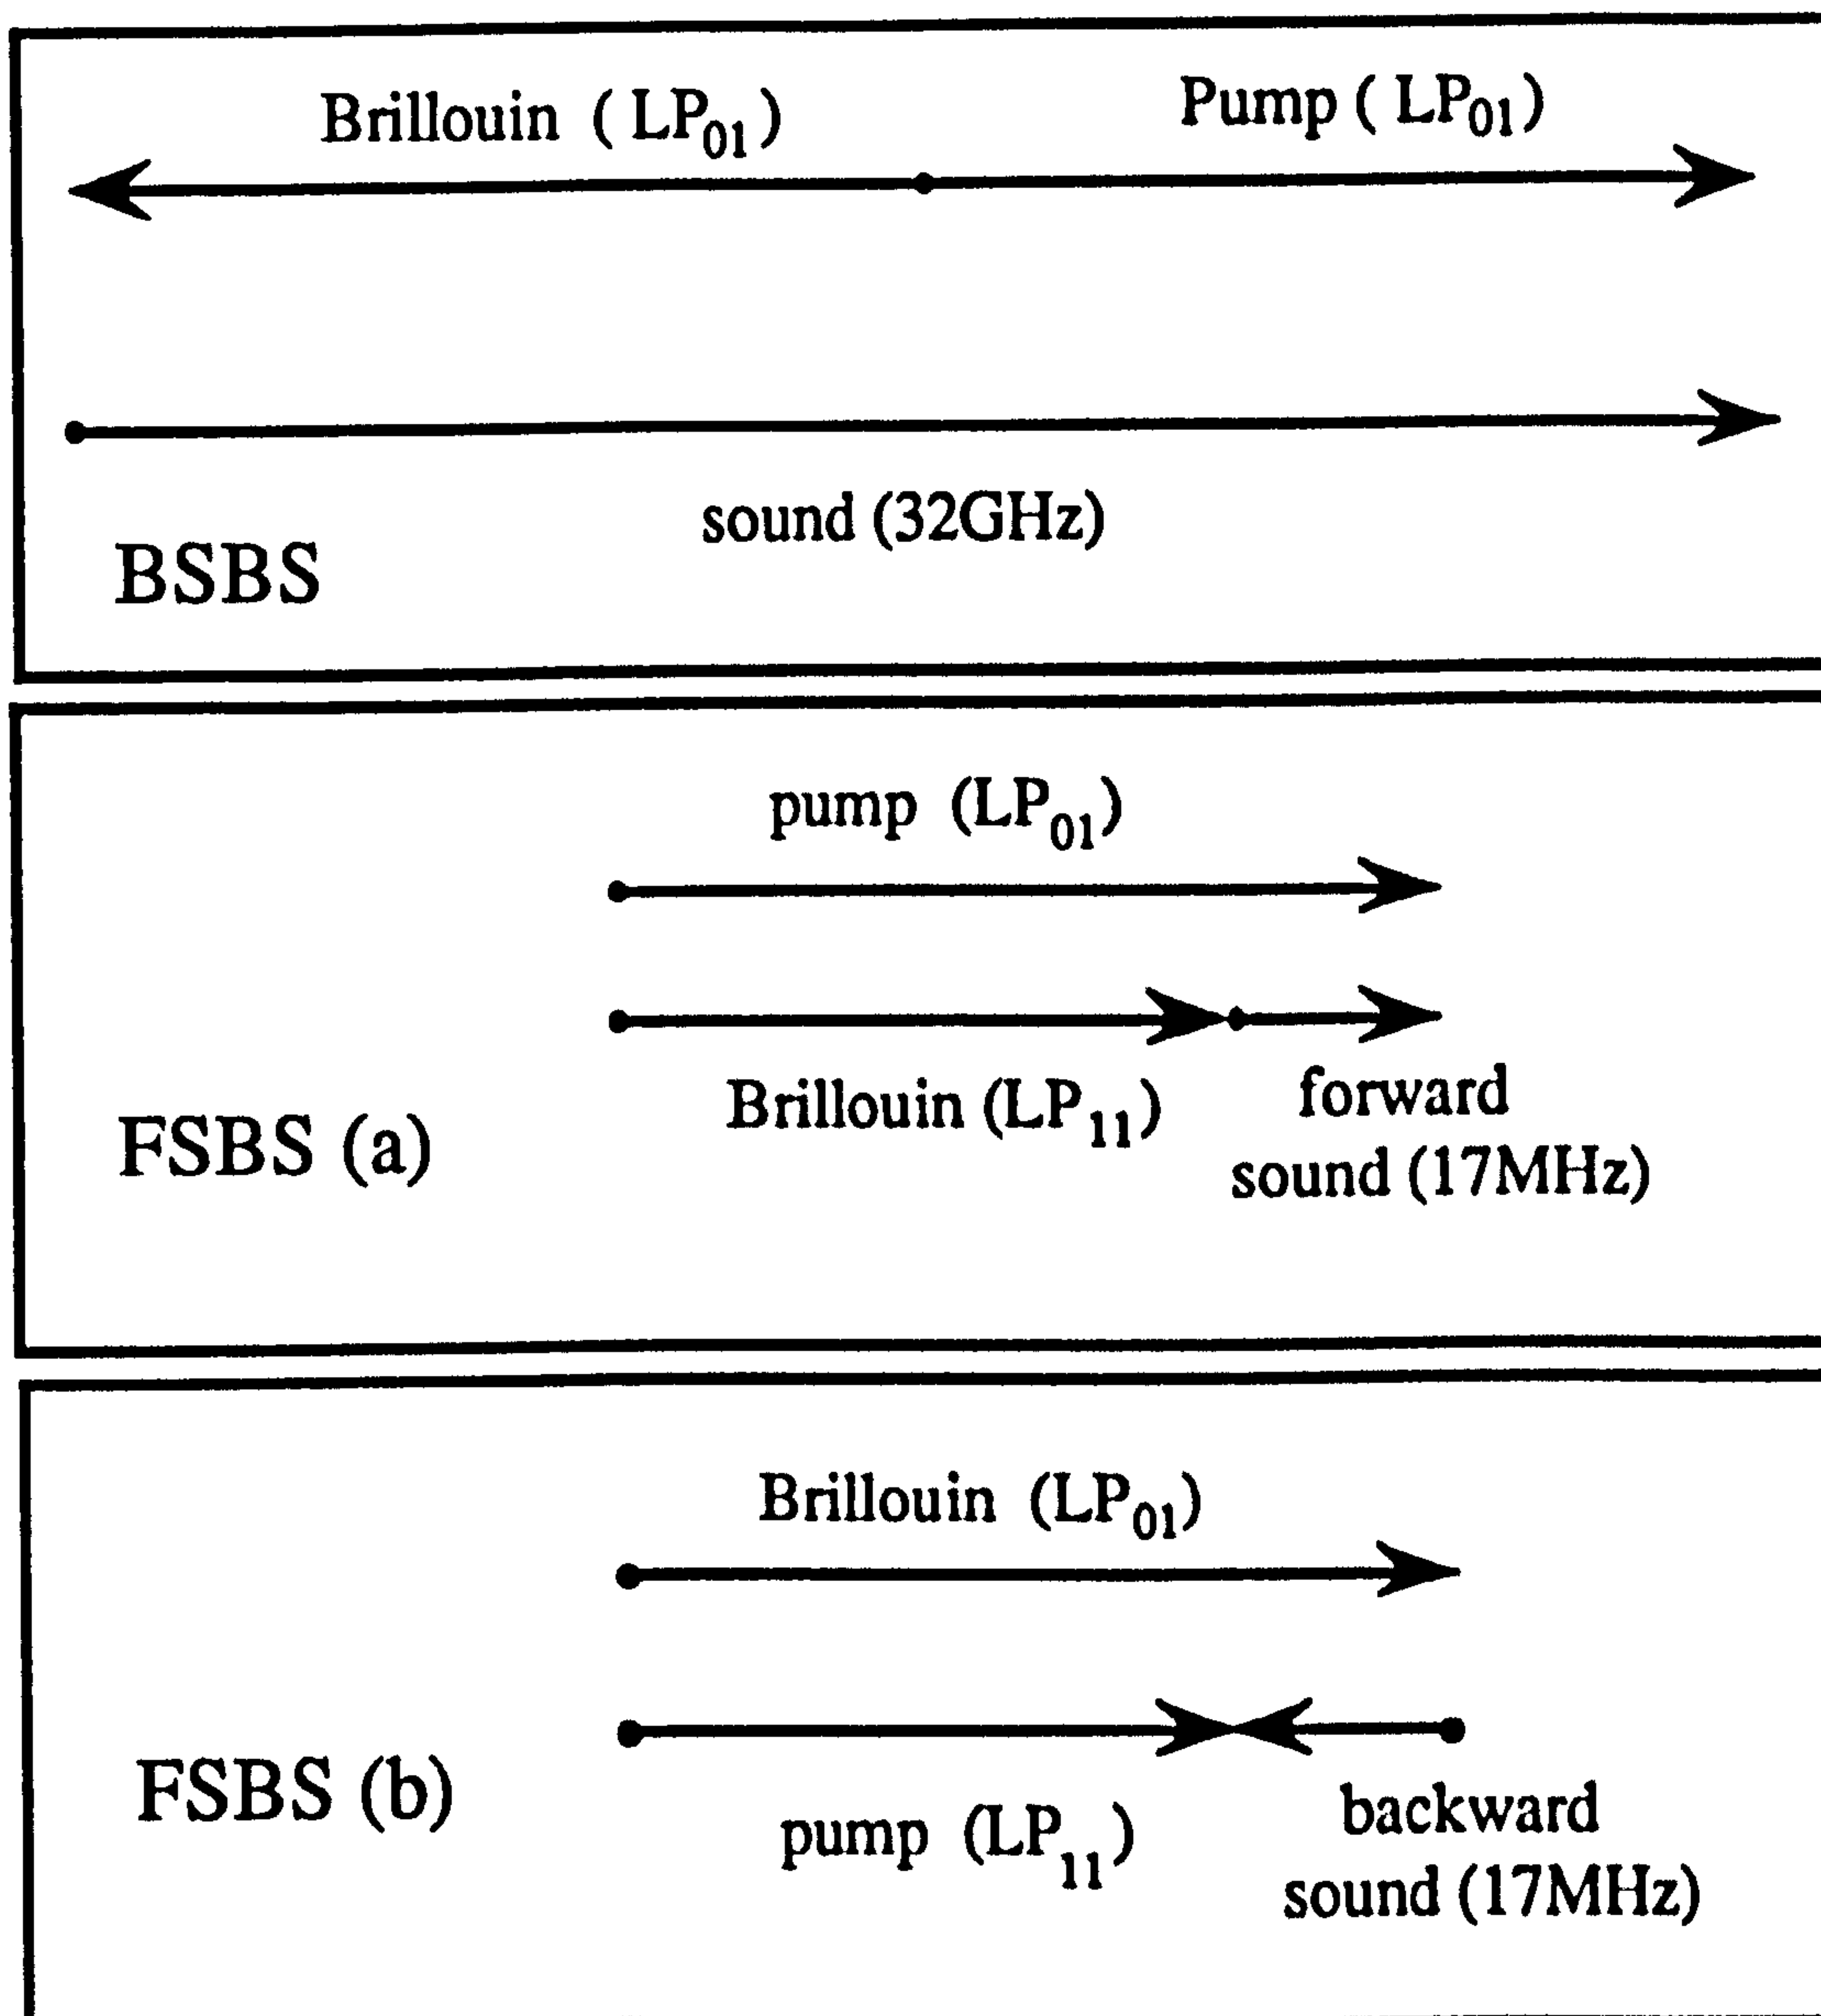 Brillouin (LP01)
Pump (LP01)
sound (32GHz)
BSBS
pump (LP01)
Brillouin (LP11)
forward
sound (17MHz)
FSBS (a)
Brillouin (LP01)
pump (LP11)
backward
sound (17MHz)
FSBS (b)